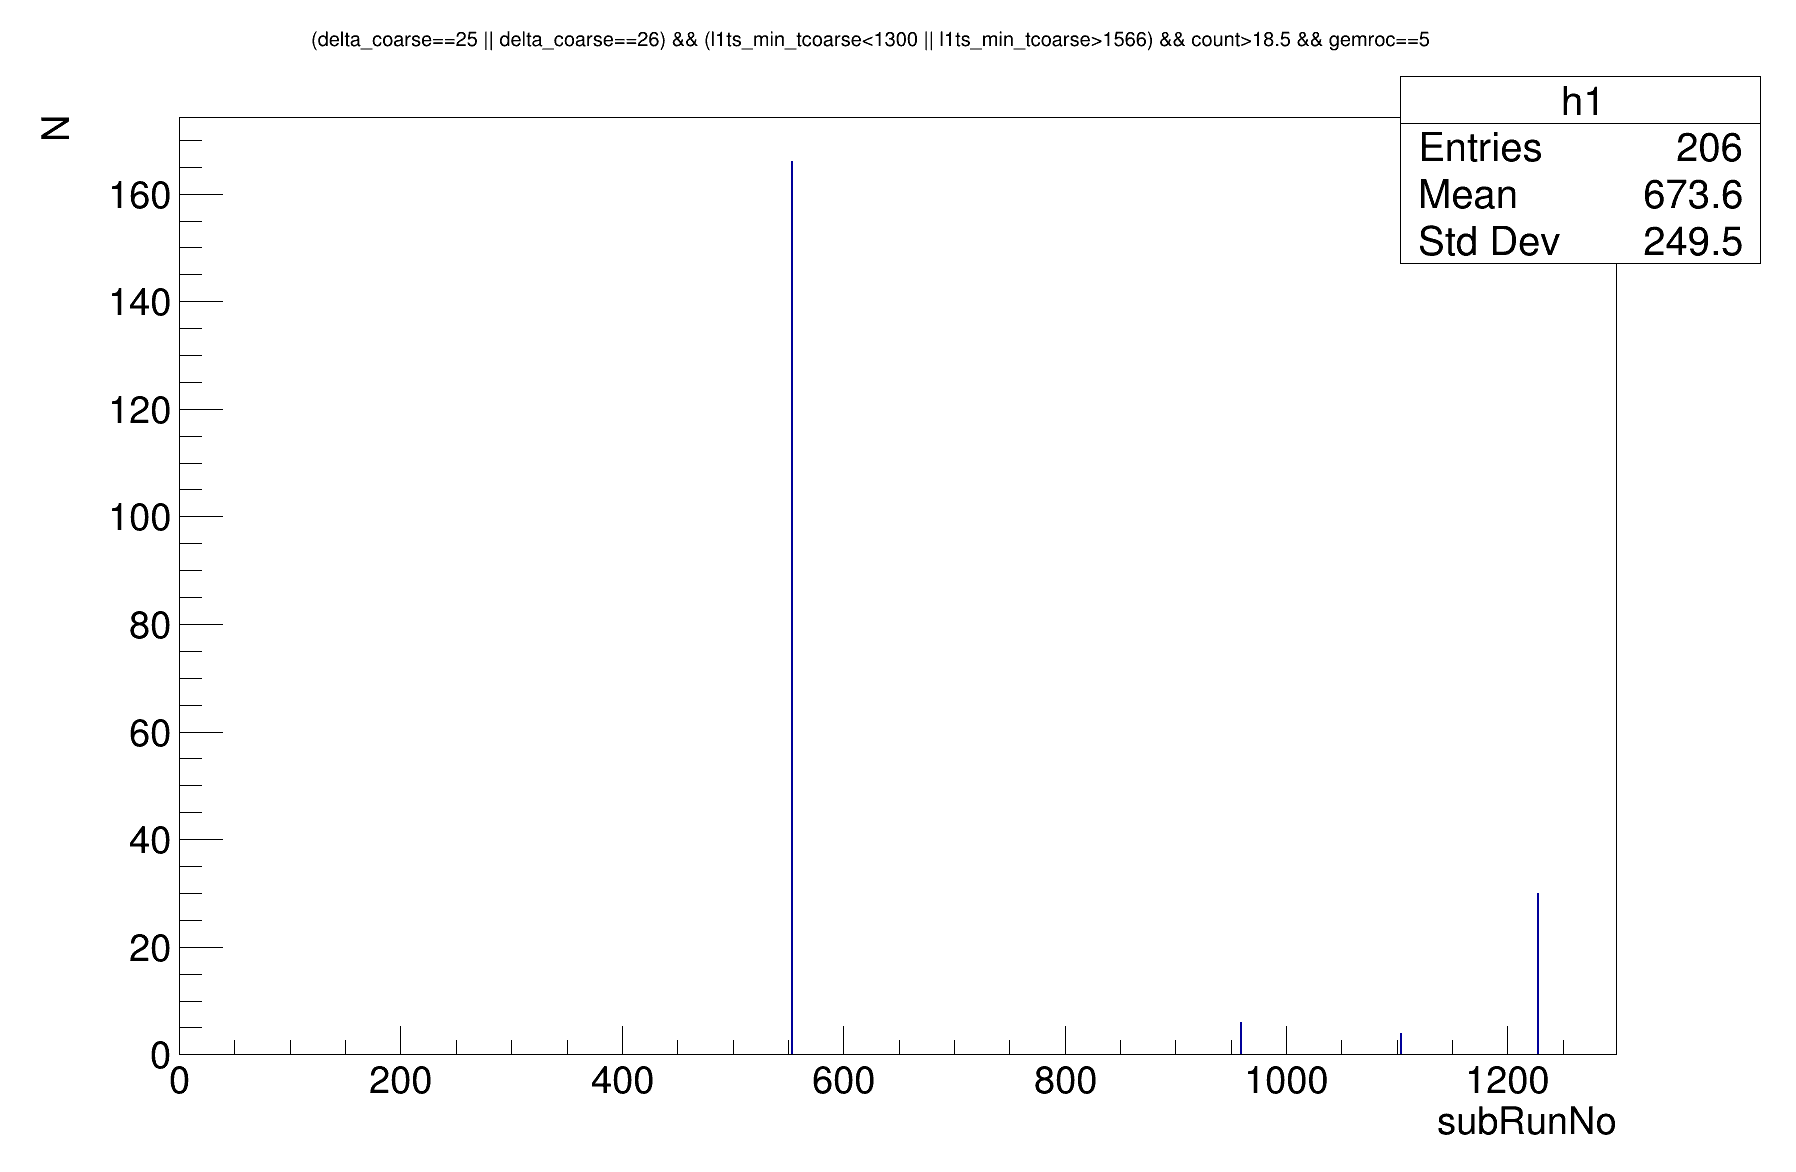 (delta_coarse==25 || delta_coarse==26) && (l1ts_min_tcoarse<1300 || l1ts_min_tcoarse>1566) && count>18.5 && gemroc==5
h1
Entries 206
Mean 673.6
Std Dev 249.5
N
160
140
120
100
80
60
40
20
0
0 200 400 600 800 1000 1200
subRunNo